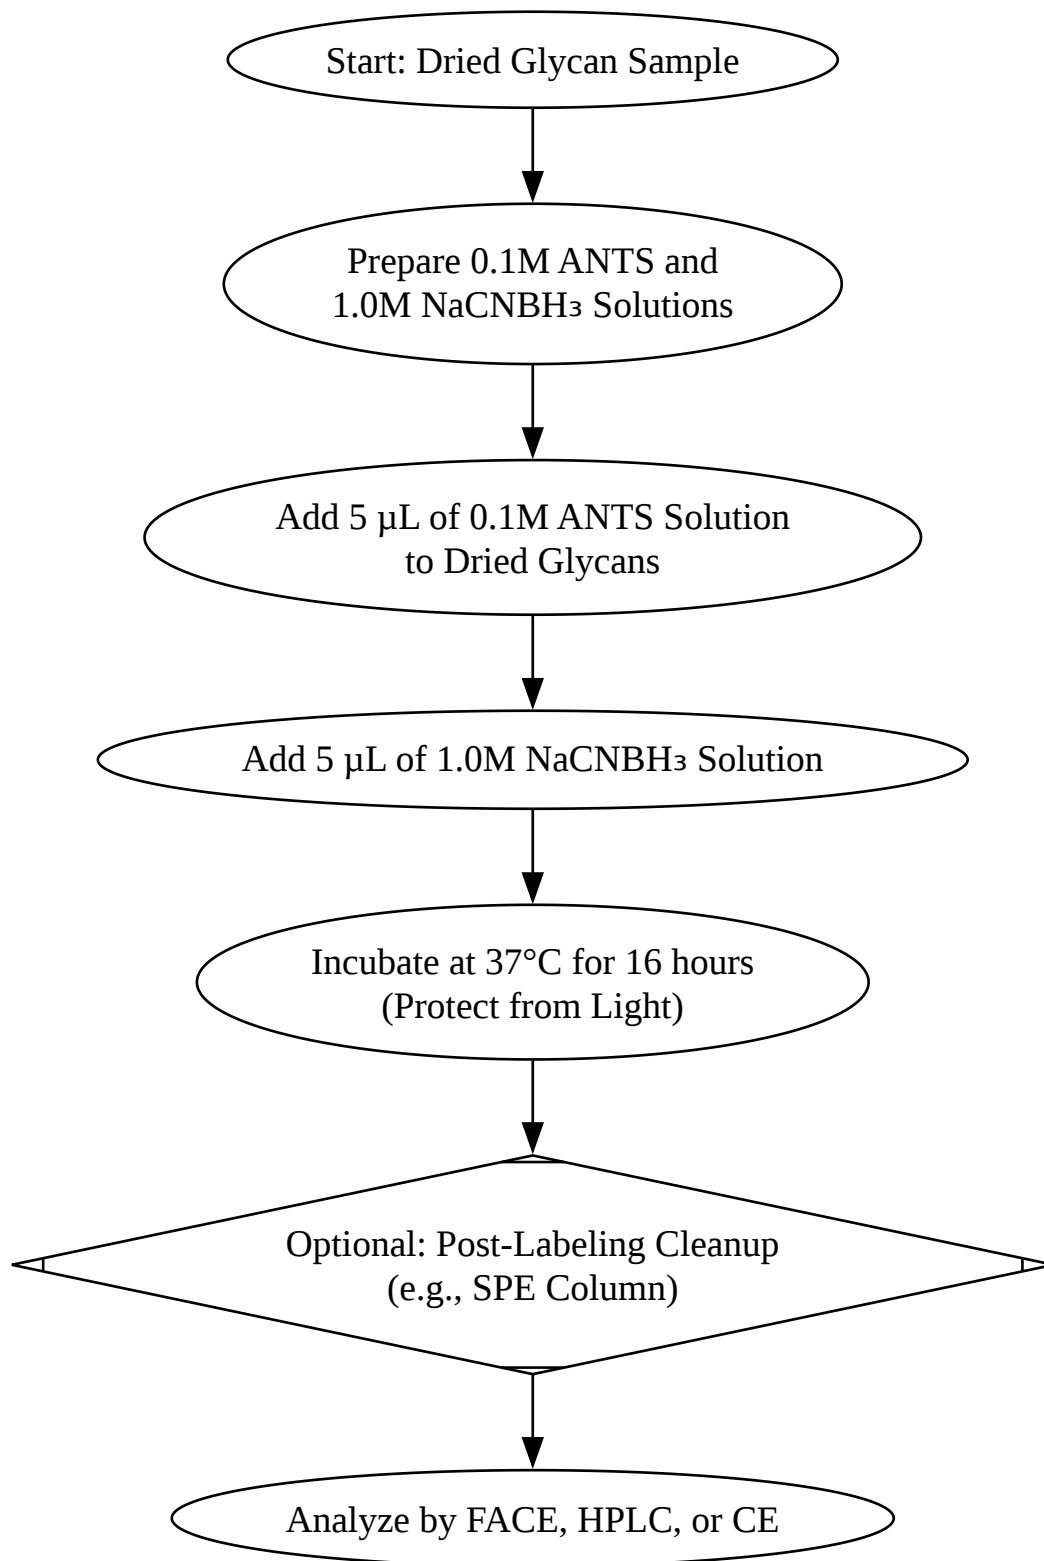 Start: Dried Glycan Sample
Prepare 0.1M ANTS and
1.0M NaCNBH₃ Solutions
Add 5 µL of 0.1M ANTS Solution
to Dried Glycans
Add 5 µL of 1.0M NaCNBH₃ Solution
Incubate at 37°C for 16 hours
(Protect from Light)
Optional: Post-Labeling Cleanup
(e.g., SPE Column)
Analyze by FACE, HPLC, or CE